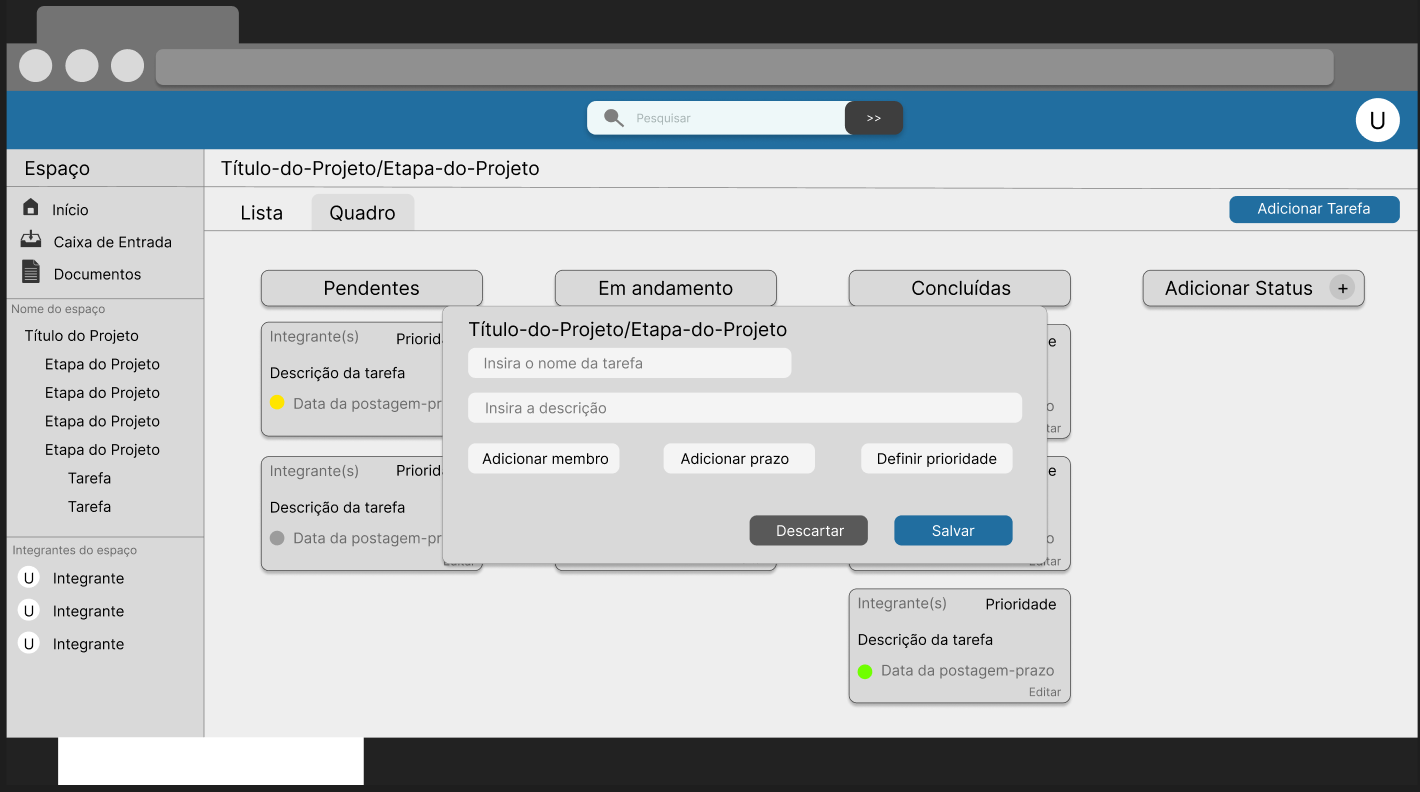 Pesquisar
>>
U
Espaço
Título-do-Projeto/Etapa-do-Projeto
Início
Caixa de Entrada
Documentos
Lista
Quadro
Adicionar Tarefa
Nome do espaço
Título do Projeto
Etapa do Projeto
Etapa do Projeto
Etapa do Projeto
Etapa do Projeto
Tarefa
Tarefa
Integrantes do espaço
U Integrante
U Integrante
U Integrante
Pendentes
Em andamento
Concluídas
Adicionar Status +
Integrante(s) Priorid
Descrição da tarefa
Data da postagem-pr
Integrante(s) Priorid
Descrição da tarefa
Data da postagem-pr
Título-do-Projeto/Etapa-do-Projeto
Insira o nome da tarefa
Insira a descrição
Adicionar membro
Adicionar prazo
Definir prioridade
Descartar
Salvar
e
o
tar
e
o
Editar
Integrante(s) Prioridade
Descrição da tarefa
Data da postagem-prazo
Editar